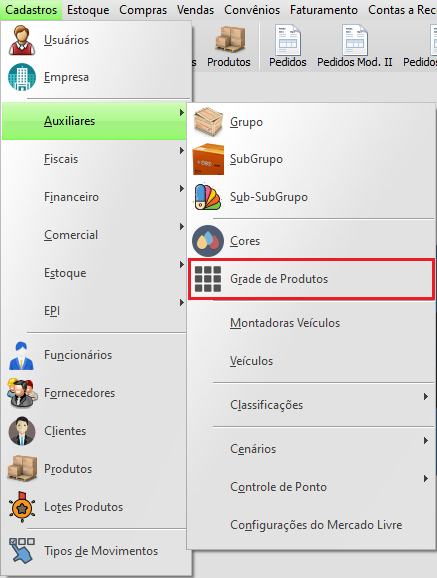 Cadastros Estoque Compras Vendas Convênios Faturamento Contas a Rec
s Produtos Pedidos Pedidos Mod. II Pedido
Usuários
Empresa
Auxiliares
Fiscais
Financeiro
Comercial
Estoque
EPI
Funcionários
Fornecedores
Clientes
Produtos
Lotes Produtos
Tipos de Movimentos
Grupo
SubGrupo
Sub-SubGrupo
Cores
Grade de Produtos
Montadoras Veículos
Veículos
Classificações
Cenários
Controle de Ponto
Configurações do Mercado Livre